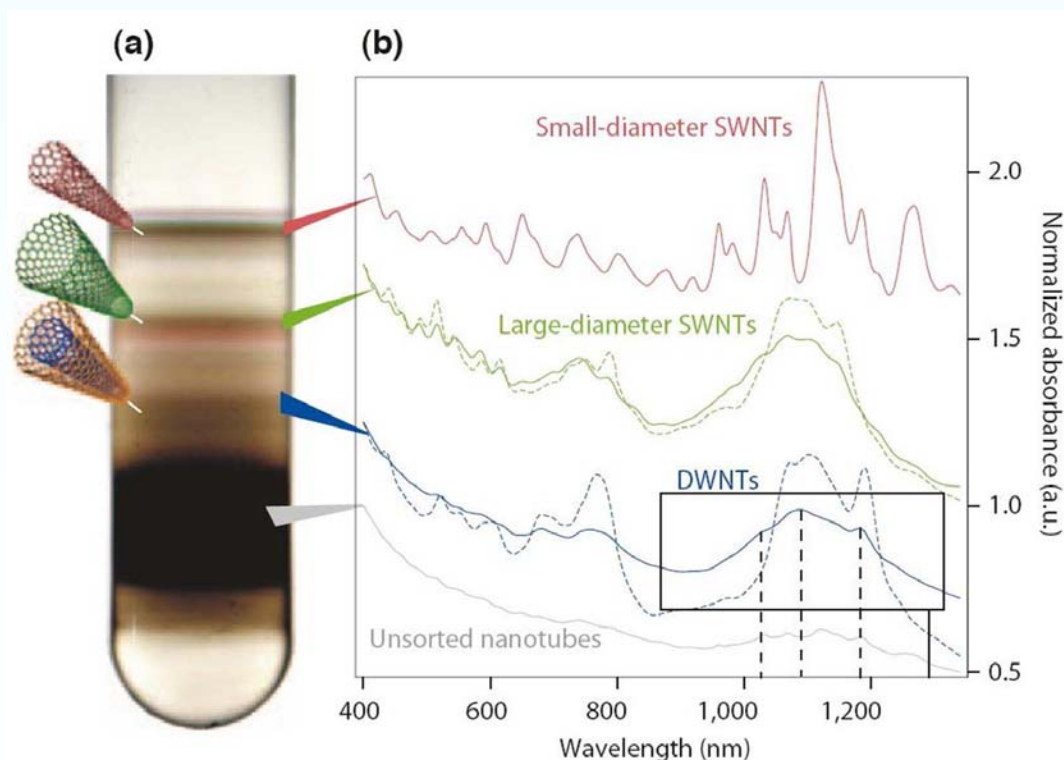 (a)
(b)
Small-diameter SWNTs
2.0
Large-diameter SWNTs
1.5
DWNTs
1.0
Unsorted nanotubes
0.5
400 600 800 1,000 1,200
Wavelength (nm)
Normalized absorbance (a.u.)